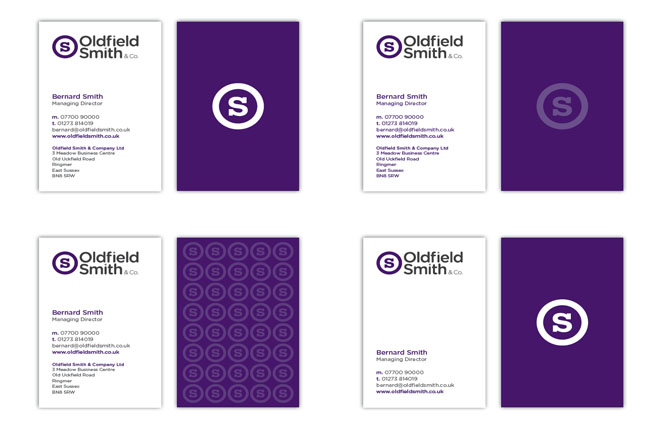 S Oldfield
Smith & Co.
Bernard Smith
Managing Director
m. 07700 90000
t. 01273 814019
bernard@oldfieldsmith.co.uk
www.oldfieldsmith.co.uk
Oldfield Smith & Company Ltd
3 Meadow Business Centre
Old Uckfield Road
Ringmer
East Sussex
BN8 5RW
S
S Oldfield
Smith & Co.
Bernard Smith
Managing Director
m. 07700 90000
t. 01273 814019
bernard@oldfieldsmith.co.uk
www.oldfieldsmith.co.uk
Oldfield Smith & Company Ltd
3 Meadow Business Centre
Old Uckfield Road
Ringmer
East Sussex
BN8 5RW
S
S Oldfield
Smith & Co.
Bernard Smith
Managing Director
m. 07700 90000
t. 01273 814019
bernard@oldfieldsmith.co.uk
www.oldfieldsmith.co.uk
Oldfield Smith & Company Ltd
3 Meadow Business Centre
Old Uckfield Road
Ringmer
East Sussex
BN8 5RW
S S S S S
S S S S S
S S S S S
S S S S S
S S S S S
S S S S S
S S S S S
S S S S S
S Oldfield
Smith & Co.
Bernard Smith
Managing Director
m. 07700 90000
t. 01273 814019
bernard@oldfieldsmith.co.uk
www.oldfieldsmith.co.uk
S